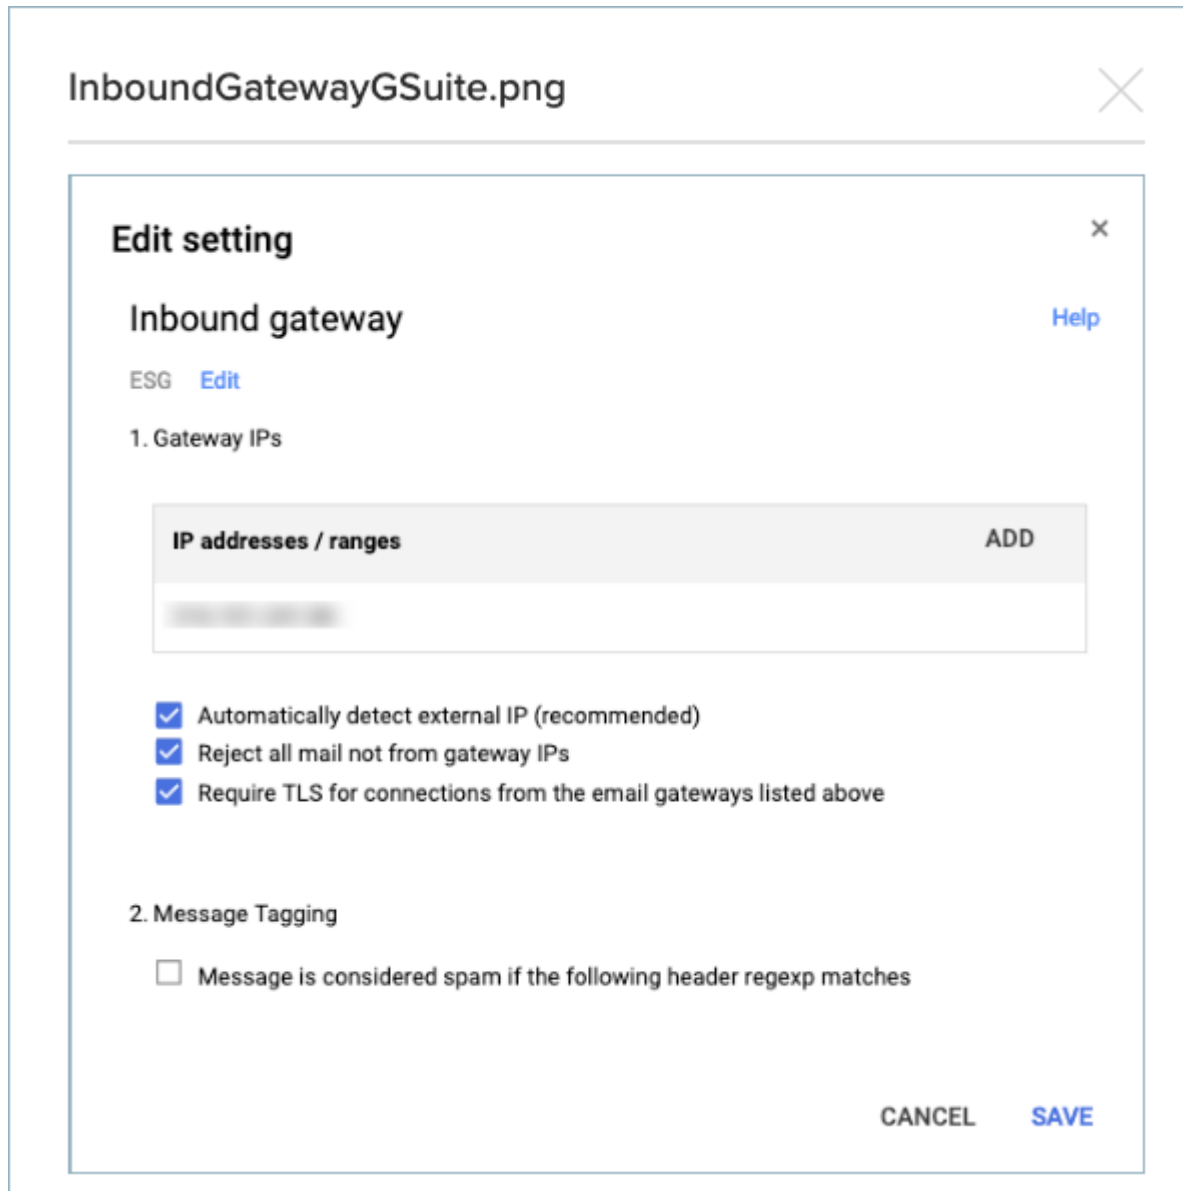 InboundGatewayGSuite.png
Edit setting
Inbound gateway
Help
ESG Edit
1. Gateway IPs
IP addresses / ranges ADD
Automatically detect external IP (recommended)
Reject all mail not from gateway IPs
Require TLS for connections from the email gateways listed above
2. Message Tagging
Message is considered spam if the following header regexp matches
CANCEL SAVE